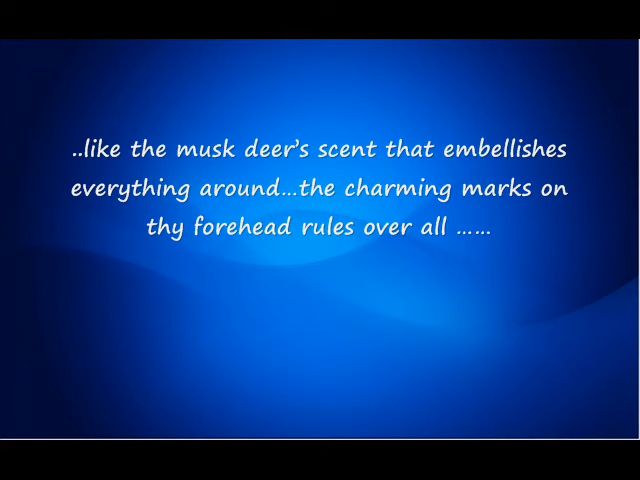 ..like the musk deer’s scent that embellishes
everything around…the charming marks on
thy forehead rules over all ……